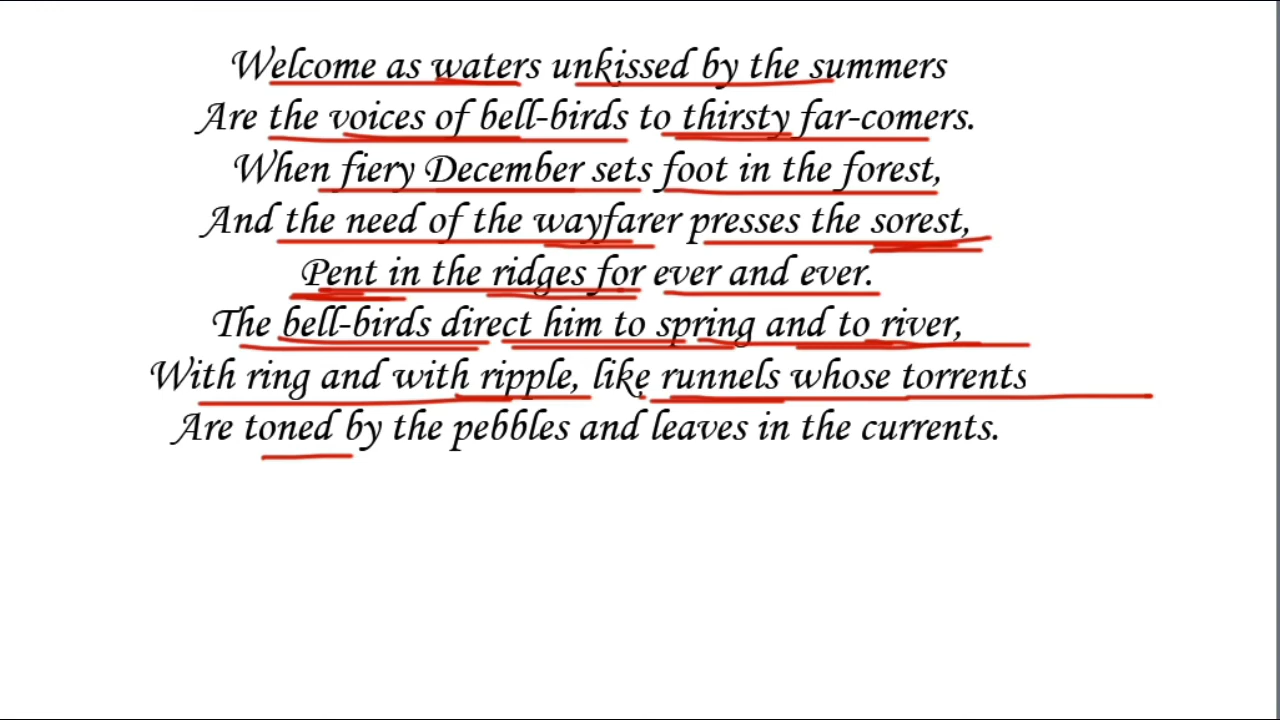 Welcome as waters unkissed by the summers
Are the voices of bell-birds to thirsty far-comers.
When fiery December sets foot in the forest,
And the need of the wayfarer presses the sorest,
Pent in the ridges for ever and ever.
The bell-birds direct him to spring and to river,
With ring and with ripple, like runnels whose torrents
Are toned by the pebbles and leaves in the currents.